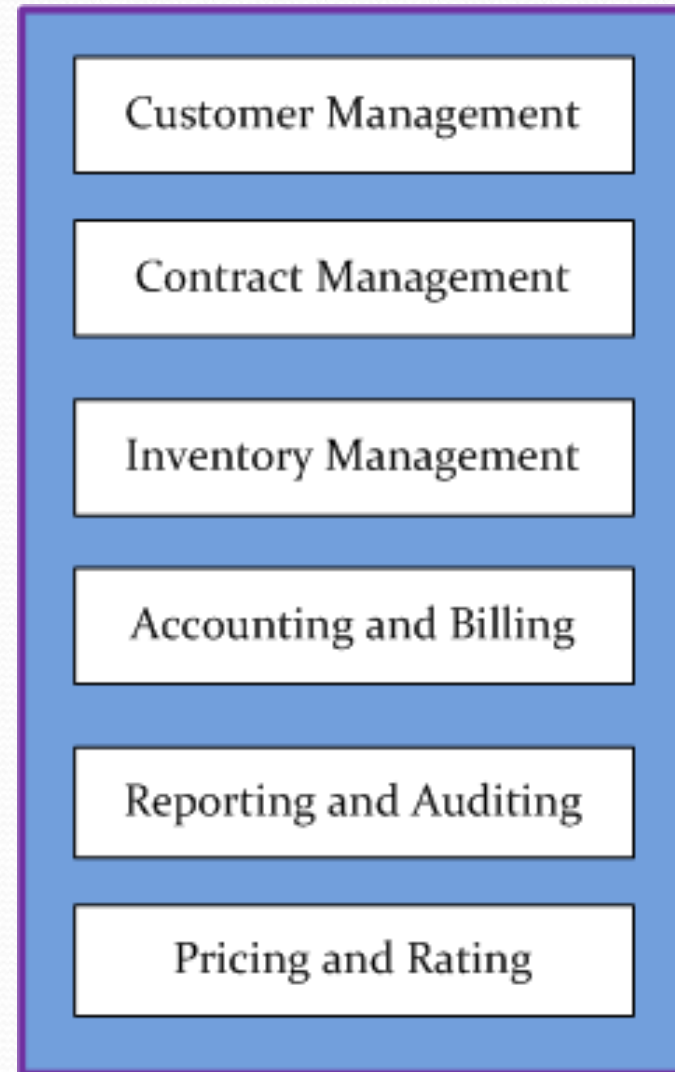 Customer Management
Contract Management
Inventory Management
Accounting and Billing
Reporting and Auditing
Pricing and Rating